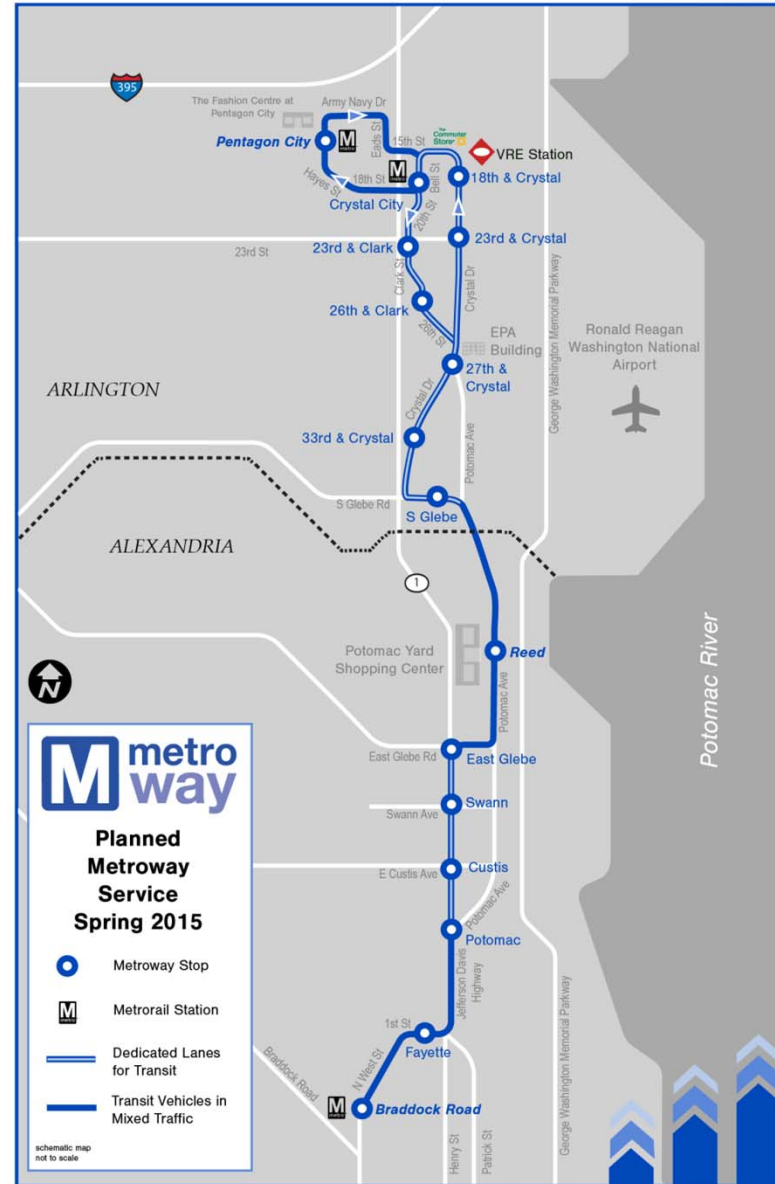 395
The Fashion Centre at
Pentagon City
Army Navy Dr
Pentagon City
M
metro
Eads St
15th St
The
Commuter
Store
VRE Station
M
metro
Bell St
18th & Crystal
Hayes St
18th St
Crystal City
20th St
23rd St
23rd & Clark
23rd & Crystal
Clark St
Crystal Dr
26th & Clark
26th St
EPA
Building
Ronald Reagan
Washington National
Airport
George Washington Memorial Parkway
27th &
Crystal
ARLINGTON
Crystal Dr
33rd & Crystal
Potomac Ave
S Glebe Rd
S Glebe
ALEXANDRIA
1
Potomac Yard
Shopping Center
Reed
Potomac Ave
Potomac River
N
East Glebe Rd
East Glebe
Swann
Swann Ave
Custis
E Custis Ave
Potomac Ave
Potomac
Jefferson Davis
Highway
1st St
Fayette
N West St
Braddock Road
M
metro
Braddock Road
Henry St
Patrick St
George Washington Memorial Parkway
M metro
way
Planned
Metroway
Service
Spring 2015
Metroway Stop
M
metro
Metrorail Station
Dedicated Lanes
for Transit
Transit Vehicles in
Mixed Traffic
schematic map
not to scale